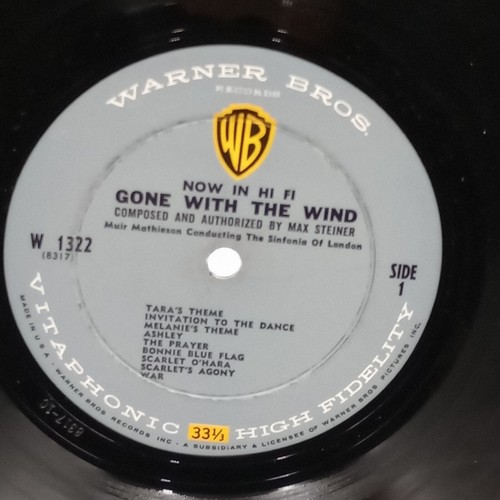 WARNER BROS.
RECORDS
WB
NOW IN HI FI
GONE WITH THE WIND
COMPOSED AND AUTHORIZED BY MAX STEINER
Muir Mathieson Conducting The Sinfonia Of London
W 1322
(8317)
SIDE
1
TARA'S THEME
INVITATION TO THE DANCE
MELANIE'S THEME
ASHLEY
THE PRAYER
BONNIE BLUE FLAG
SCARLET O'HARA
SCARLET'S AGONY
WAR
VITAPHONIC 33⅓ HIGH FIDELITY
MADE IN U.S.A. • WARNER BROS. RECORDS INC. • A SUBSIDIARY & LICENSEE OF WARNER BROS. PICTURES INC.